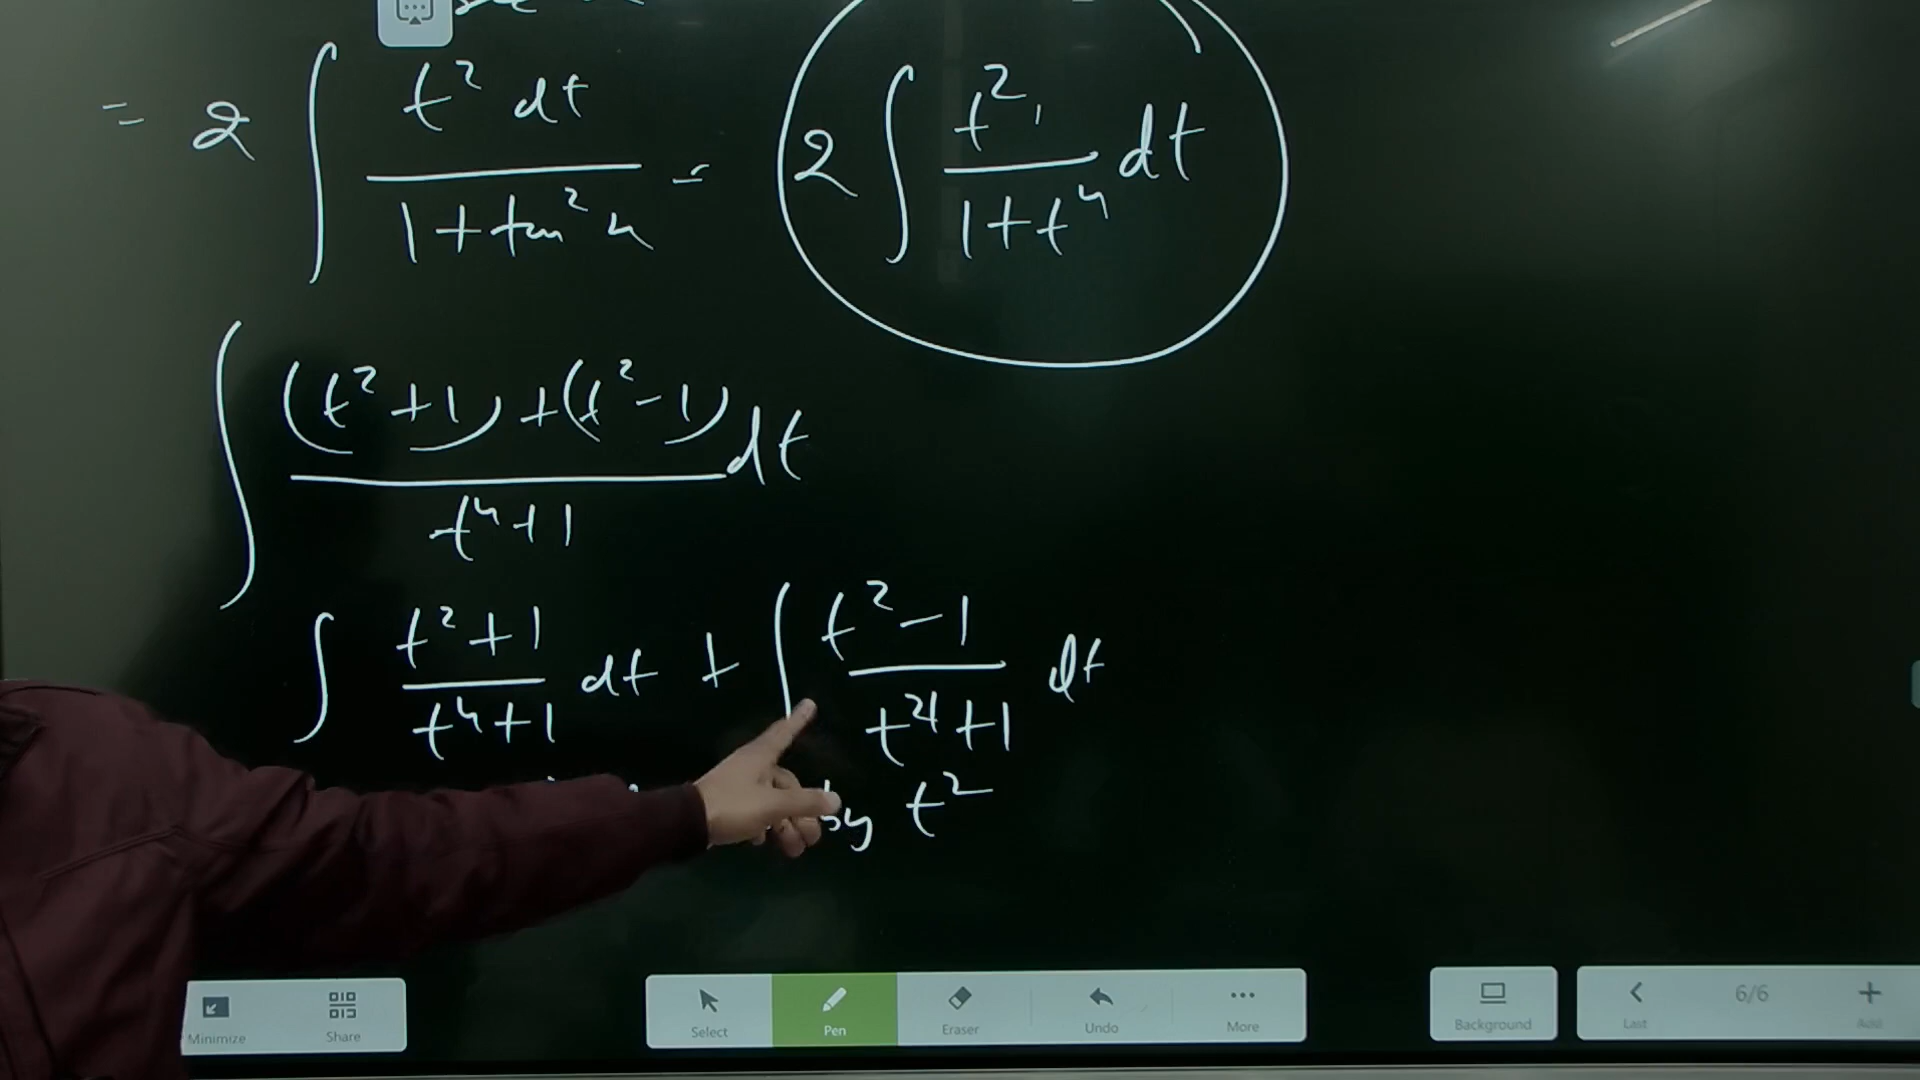 = 2 ∫ t² dt / 1 + tan² x = 2 ∫ t² / 1 + t⁴ dt
∫ (t² + 1) + (t² - 1) / t⁴ + 1 dt
∫ t² + 1 / t⁴ + 1 dt + ∫ t² - 1 / t⁴ + 1 dt
by t²
Minimize Share Select Pen Eraser Undo More Background Last 6/6 Add